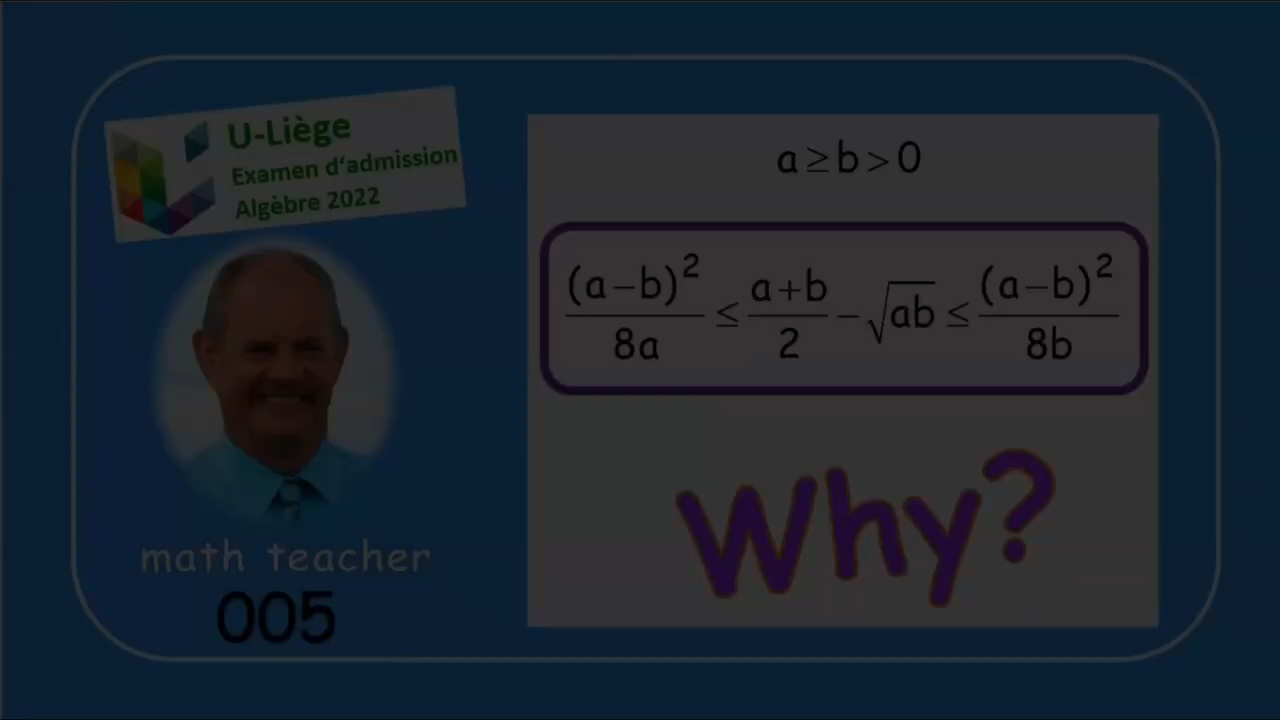 U-Liège
Examen d'admission
Algèbre 2022
math teacher
005
a ≥ b > 0
(a−b)²/8a ≤ (a+b)/2 − √ab ≤ (a−b)²/8b
Why?